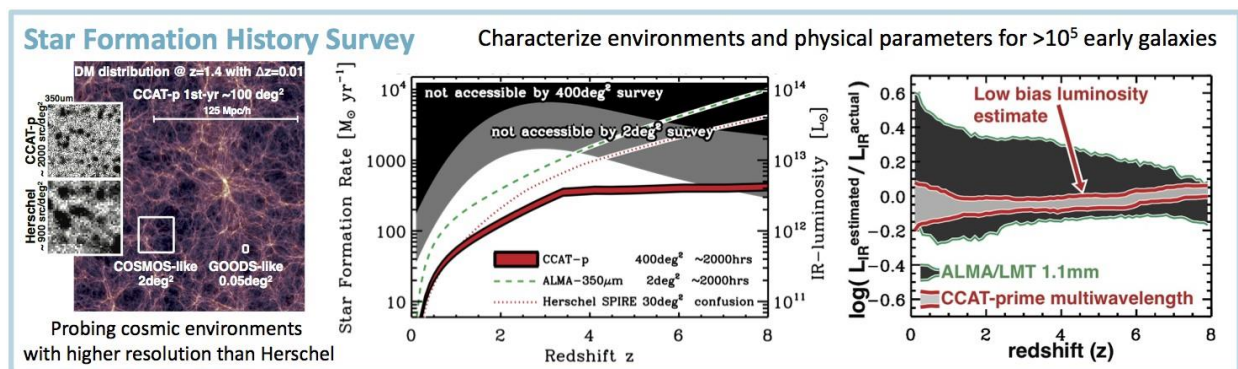 Star Formation History Survey
Characterize environments and physical parameters for >10⁵ early galaxies
DM distribution @ z=1.4 with Δz=0.01
CCAT-p 1st-yr ~100 deg²
125 Mpc/h
350um
CCAT-p
~ 2000 src/deg²
Herschel
~ 900 src/deg²
COSMOS-like
2deg²
GOODS-like
0.05deg²
Probing cosmic environments
with higher resolution than Herschel
Star Formation Rate [M⊙ yr⁻¹]
10⁴
1000
100
10
not accessible by 400deg² survey
not accessible by 2deg² survey
CCAT-p 400deg² ~2000hrs
ALMA-350μm 2deg² ~2000hrs
Herschel SPIRE 30deg² confusion
0 2 4 6 8
Redshift z
10¹⁴
10¹³
10¹²
10¹¹
IR-luminosity [L⊙]
log( L_IR^estimated / L_IR^actual)
0.6
0.4
0.2
0.0
-0.2
-0.4
-0.6
Low bias luminosity
estimate
ALMA/LMT 1.1mm
CCAT-prime multiwavelength
0 2 4 6 8
redshift (z)